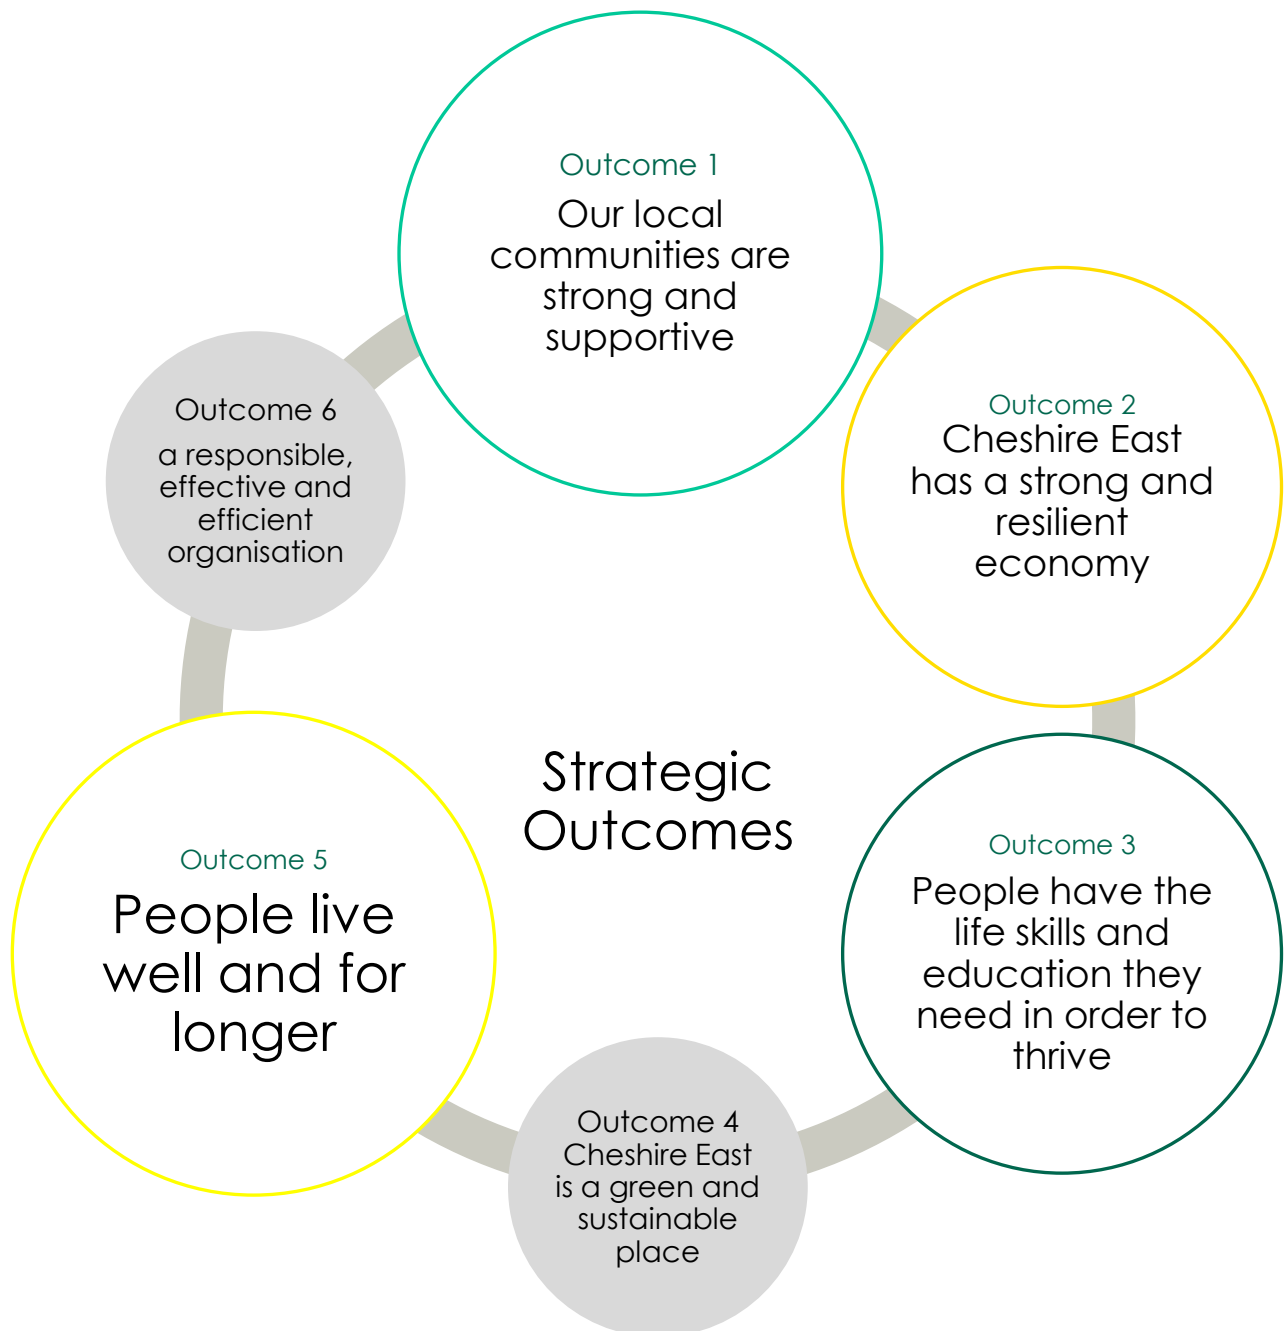 Outcome 1
Our local
communities are
strong and
supportive
Outcome 2
Cheshire East
has a strong and
resilient
economy
Outcome 3
People have the
life skills and
education they
need in order to
thrive
Outcome 4
Cheshire East
is a green and
sustainable
place
Outcome 5
People live
well and for
longer
Outcome 6
a responsible,
effective and
efficient
organisation
Strategic
Outcomes